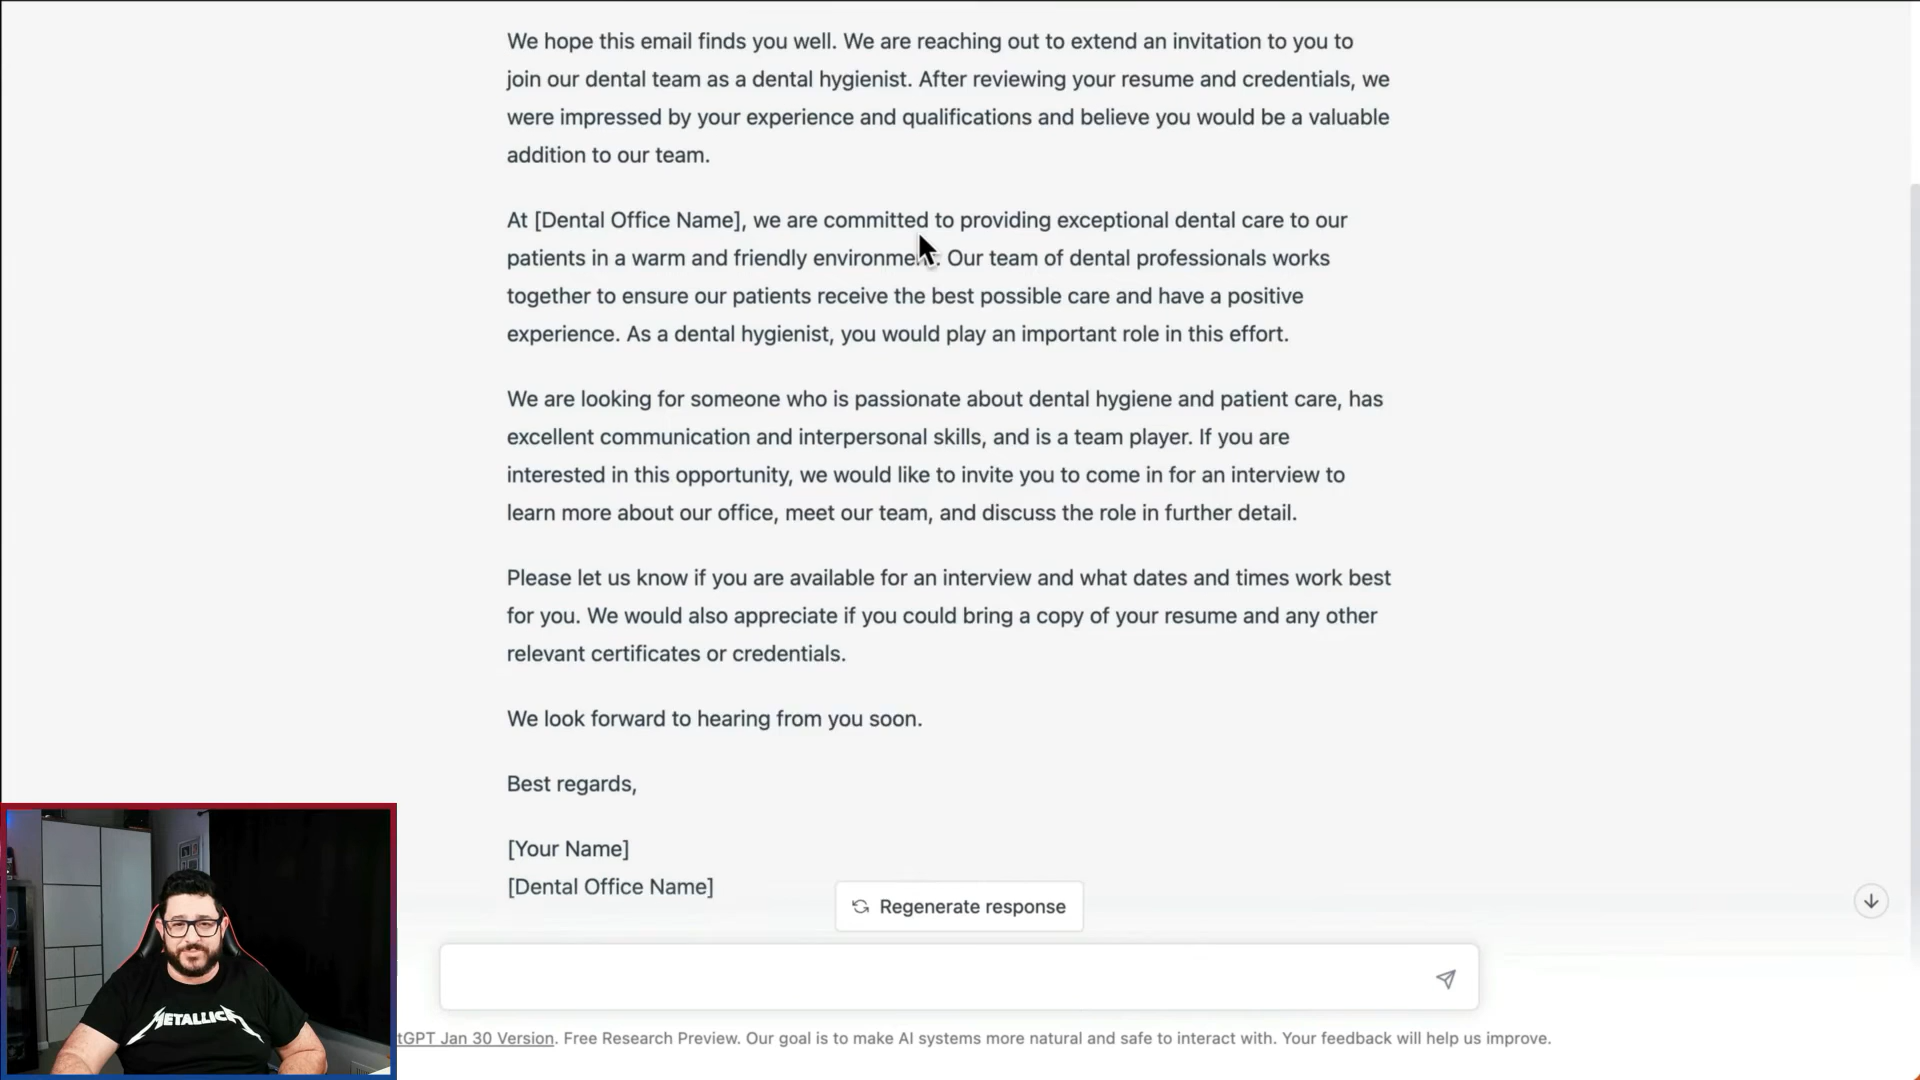 We hope this email finds you well. We are reaching out to extend an invitation to you to
join our dental team as a dental hygienist. After reviewing your resume and credentials, we
were impressed by your experience and qualifications and believe you would be a valuable
addition to our team.
At [Dental Office Name], we are committed to providing exceptional dental care to our
patients in a warm and friendly environment. Our team of dental professionals works
together to ensure our patients receive the best possible care and have a positive
experience. As a dental hygienist, you would play an important role in this effort.
We are looking for someone who is passionate about dental hygiene and patient care, has
excellent communication and interpersonal skills, and is a team player. If you are
interested in this opportunity, we would like to invite you to come in for an interview to
learn more about our office, meet our team, and discuss the role in further detail.
Please let us know if you are available for an interview and what dates and times work best
for you. We would also appreciate if you could bring a copy of your resume and any other
relevant certificates or credentials.
We look forward to hearing from you soon.
Best regards,
[Your Name]
[Dental Office Name]
Regenerate response
tGPT Jan 30 Version. Free Research Preview. Our goal is to make AI systems more natural and safe to interact with. Your feedback will help us improve.
METALLICA